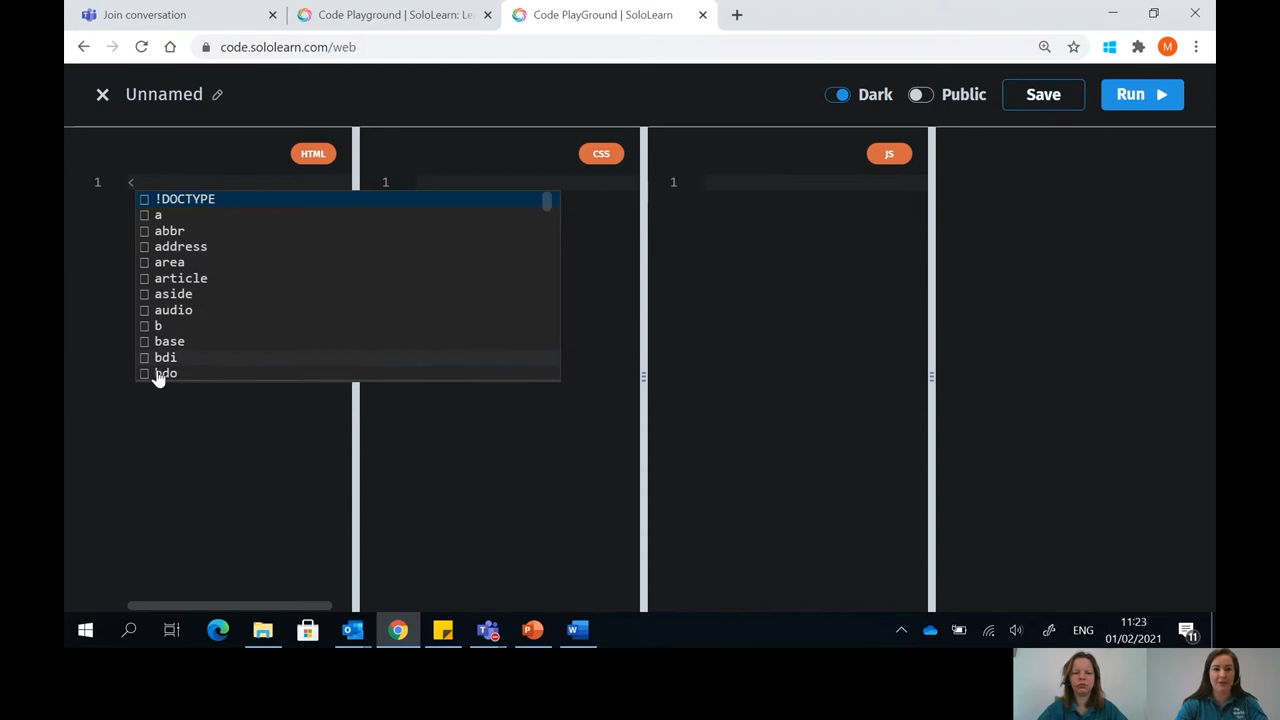 Join conversation
Code Playground | SoloLearn: Le
Code PlayGround | SoloLearn
code.sololearn.com/web
M
Unnamed
Dark
Public
Save
Run
HTML
CSS
JS
1 <
1
1
!DOCTYPE
a
abbr
address
area
article
aside
audio
b
base
bdi
bdo
ENG
11:23
01/02/2021
11